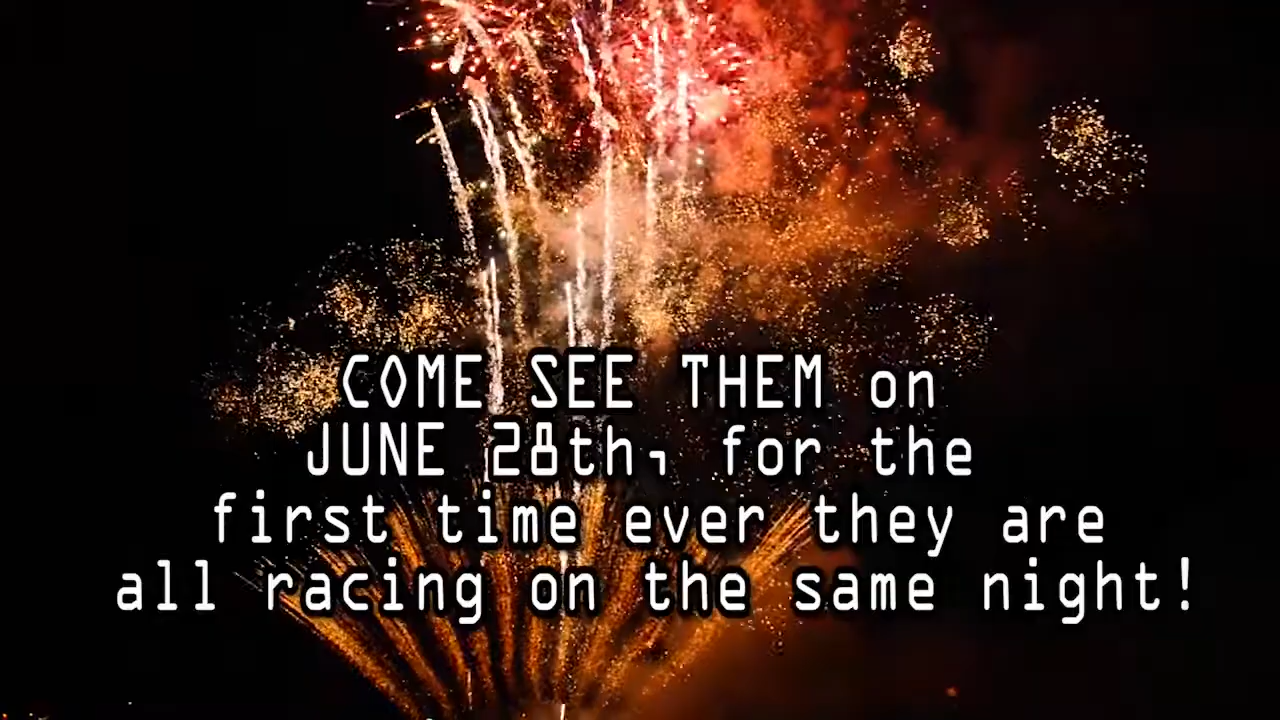 COME SEE THEM on
JUNE 28th, for the
first time ever they are
all racing on the same night!